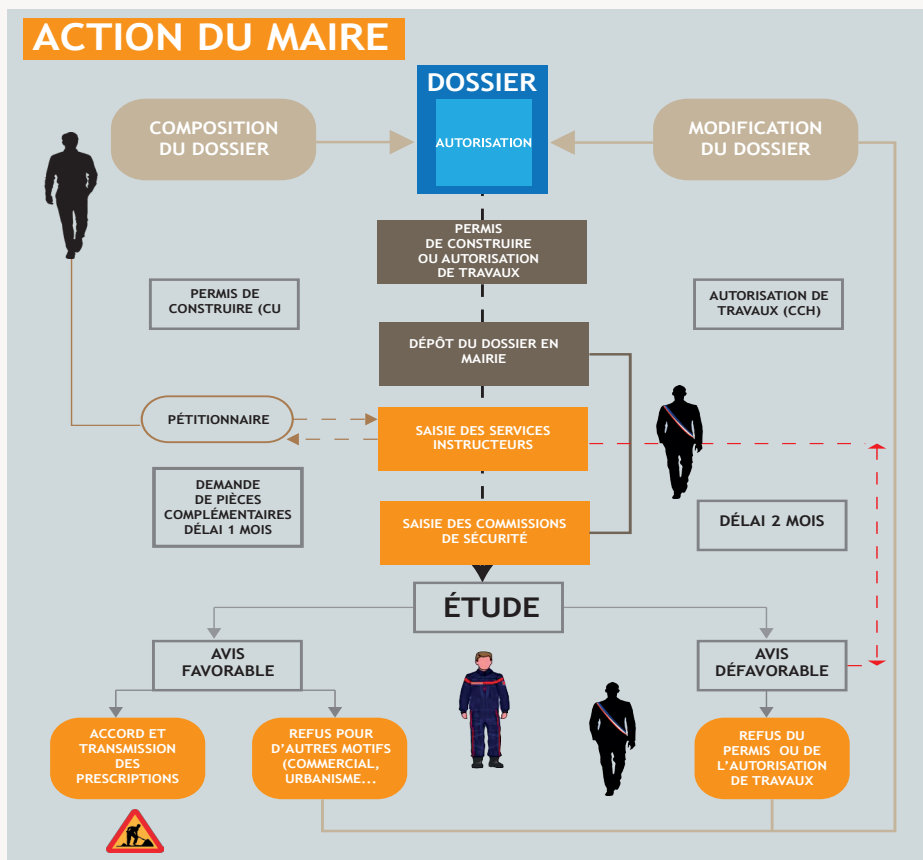 ACTION DU MAIRE
DOSSIER
AUTORISATION
COMPOSITION
DU DOSSIER
MODIFICATION
DU DOSSIER
PERMIS
DE CONSTRUIRE
OU AUTORISATION
DE TRAVAUX
PERMIS DE
CONSTRUIRE (CU
AUTORISATION DE
TRAVAUX (CCH)
DÉPÔT DU DOSSIER EN
MAIRIE
PÉTITIONNAIRE
SAISIE DES SERVICES
INSTRUCTEURS
DEMANDE
DE PIÈCES
COMPLÉMENTAIRES
DÉLAI 1 MOIS
SAISIE DES COMMISSIONS
DE SÉCURITÉ
DÉLAI 2 MOIS
ÉTUDE
AVIS
FAVORABLE
AVIS
DÉFAVORABLE
ACCORD ET
TRANSMISSION
DES
PRESCRIPTIONS
REFUS POUR
D'AUTRES MOTIFS
(COMMERCIAL,
URBANISME...
REFUS DU
PERMIS OU DE
L'AUTORISATION
DE TRAVAUX